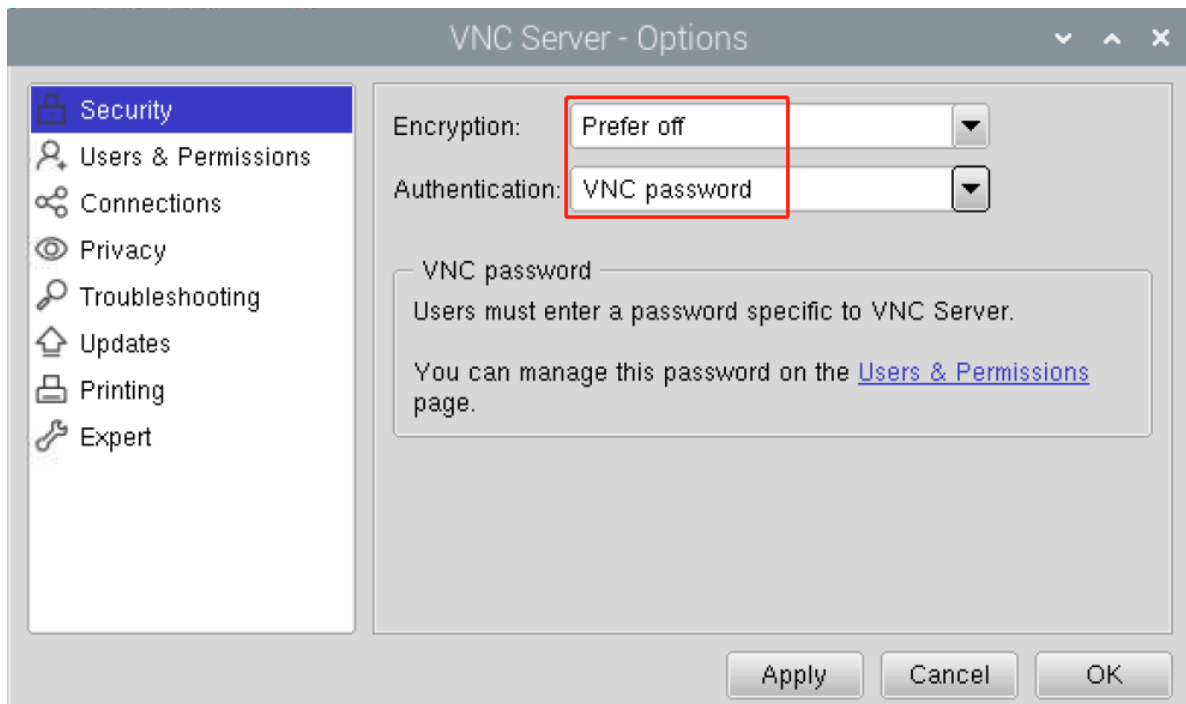 VNC Server - Options
Security
Users & Permissions
Connections
Privacy
Troubleshooting
Updates
Printing
Expert
Encryption: Prefer off
Authentication: VNC password
VNC password
Users must enter a password specific to VNC Server.
You can manage this password on the Users & Permissions
page.
Apply Cancel OK